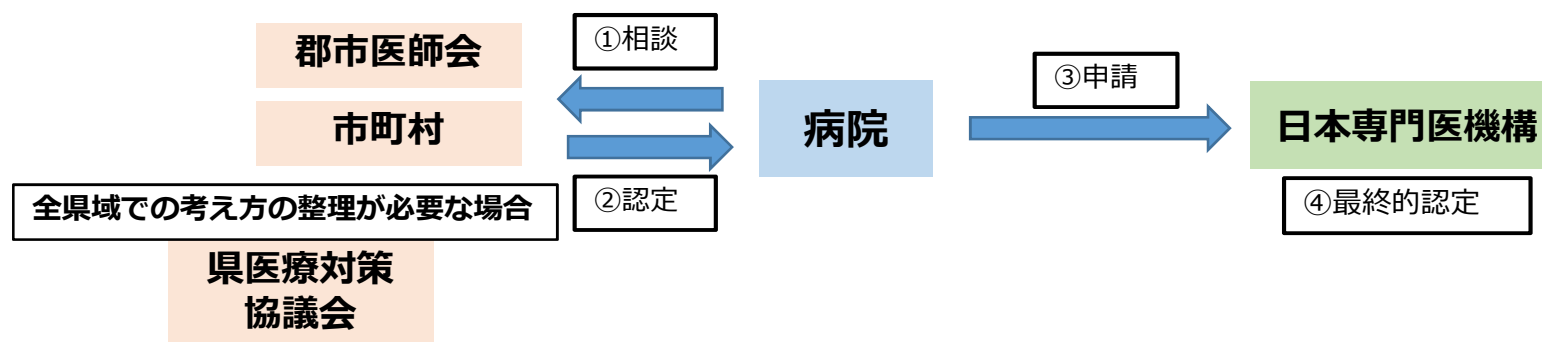 郡市医師会
市町村
全県域での考え方の整理が必要な場合
県医療対策
協議会
①相談
②認定
病院
③申請
日本専門医機構
④最終的認定